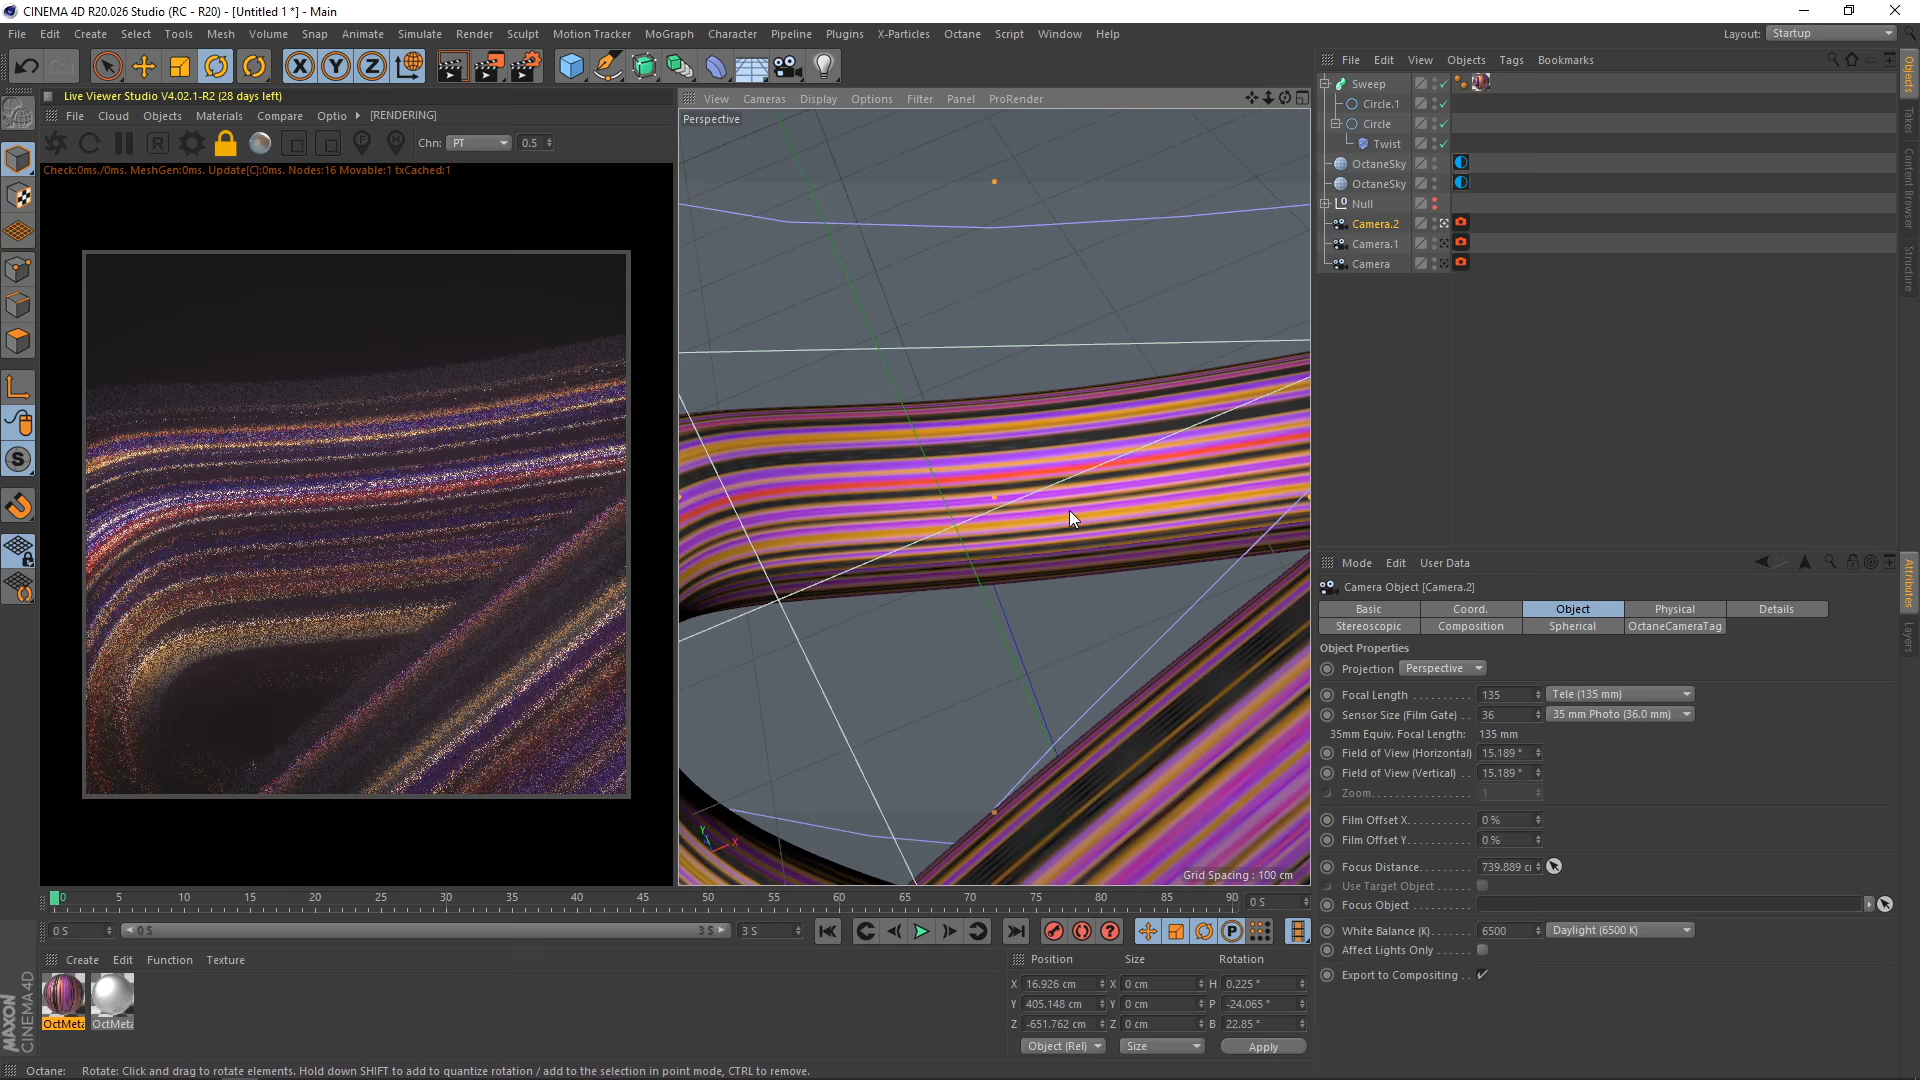 CINEMA 4D R20.026 Studio (RC - R20) - [Untitled 1 *] - Main
File Edit Create Select Tools Mesh Volume Snap Animate Simulate Render Sculpt Motion Tracker MoGraph Character Pipeline Plugins X-Particles Octane Script Window Help
Layout: Startup
Live Viewer Studio V4.02.1-R2 (28 days left)
File Cloud Objects Materials Compare Optio [RENDERING]
Chn: PT 0.5
Check:0ms./0ms. MeshGen:0ms. Update[C]:0ms. Nodes:16 Movable:1 txCached:1
View Cameras Display Options Filter Panel ProRender
Perspective
Y
X
Grid Spacing : 100 cm
File Edit View Objects Tags Bookmarks
Sweep
Circle.1
Circle
Twist
OctaneSky
OctaneSky
Null
Camera.2
Camera.1
Camera
Objects
Takes
Content Browser
Structure
Mode Edit User Data
Camera Object [Camera.2]
Basic Coord. Object Physical Details
Stereoscopic Composition Spherical OctaneCameraTag
Object Properties
Projection Perspective
Focal Length 135 Tele (135 mm)
Sensor Size (Film Gate) 36 35 mm Photo (36.0 mm)
35mm Equiv. Focal Length: 135 mm
Field of View (Horizontal) 15.189 °
Field of View (Vertical) 15.189 °
Zoom 1
Film Offset X 0 %
Film Offset Y 0 %
Focus Distance 739.889 c
Use Target Object
Focus Object
White Balance (K) 6500 Daylight (6500 K)
Affect Lights Only
Export to Compositing
Attributes
Layers
0 5 10 15 20 25 30 35 40 45 50 55 60 65 70 75 80 85 90 0 S
0 S 0 S 3 S 3 S
Create Edit Function Texture
OctMeta OctMeta
Position Size Rotation
X 16.926 cm X 0 cm H 0.225 °
Y 405.148 cm Y 0 cm P -24.065 °
Z -651.762 cm Z 0 cm B 22.85 °
Object (Rel) Size Apply
MAXON CINEMA 4D
Octane: Rotate: Click and drag to rotate elements. Hold down SHIFT to add to quantize rotation / add to the selection in point mode, CTRL to remove.